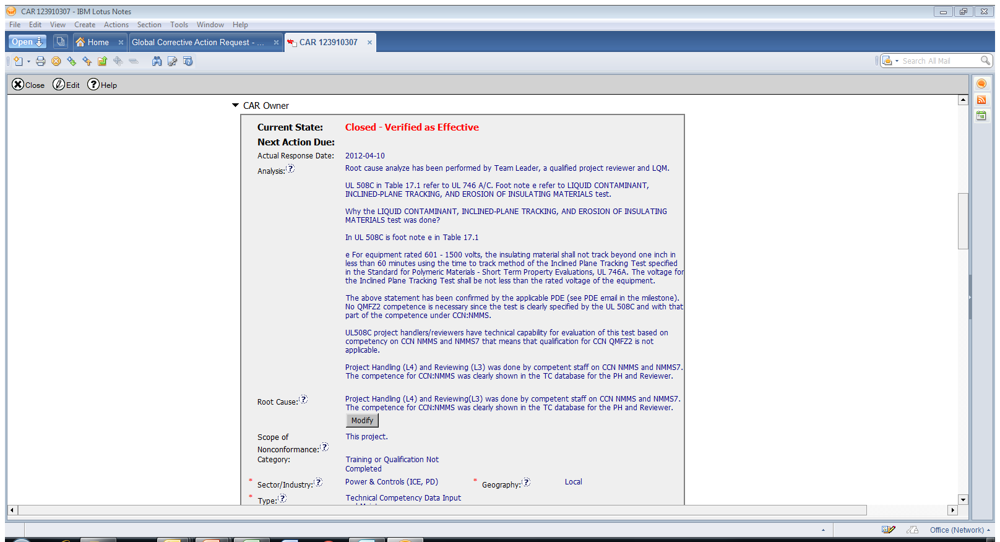 CAR 123910307 - IBM Lotus Notes
File Edit View Create Actions Section Tools Window Help
Open Home Global Corrective Action Request - ... CAR 123910307
Search All Mail
Close Edit Help
18
CAR Owner
Current State: Closed - Verified as Effective
Next Action Due:
Actual Response Date: 2012-04-10
Analysis: ? Root cause analyze has been performed by Team Leader, a qualified project reviewer and LQM.
UL 508C in Table 17.1 refer to UL 746 A/C. Foot note e refer to LIQUID CONTAMINANT,
INCLINED-PLANE TRACKING, AND EROSION OF INSULATING MATERIALS test.
Why the LIQUID CONTAMINANT, INCLINED-PLANE TRACKING, AND EROSION OF INSULATING
MATERIALS test was done?
In UL 508C is foot note e in Table 17.1
e For equipment rated 601 - 1500 volts, the insulating material shall not track beyond one inch in
less than 60 minutes using the time to track method of the Inclined Plane Tracking Test specified
in the Standard for Polymeric Materials - Short Term Property Evaluations, UL 746A. The voltage for
the Inclined Plane Tracking Test shall be not less than the rated voltage of the equipment.
The above statement has been confirmed by the applicable PDE (see PDE email in the milestone).
No QMFZ2 competence is necessary since the test is clearly specified by the UL 508C and with that
part of the competence under CCN:NMMS.
UL508C project handlers/reviewers have technical capability for evaluation of this test based on
competency on CCN NMMS and NMMS7 that means that qualification for CCN QMFZ2 is not
applicable.
Project Handling (L4) and Reviewing (L3) was done by competent staff on CCN NMMS and NMMS7.
The competence for CCN:NMMS was clearly shown in the TC database for the PH and Reviewer.
Root Cause: ? Project Handling (L4) and Reviewing(L3) was done by competent staff on CCN NMMS and NMMS7.
The competence for CCN:NMMS was clearly shown in the TC database for the PH and Reviewer.
Modify
Scope of This project.
Nonconformance: ?
Category: Training or Qualification Not
Completed
* Sector/Industry: ? Power & Controls (ICE, PD) * Geography: ? Local
* Type: ? Technical Competency Data Input
Office (Network)